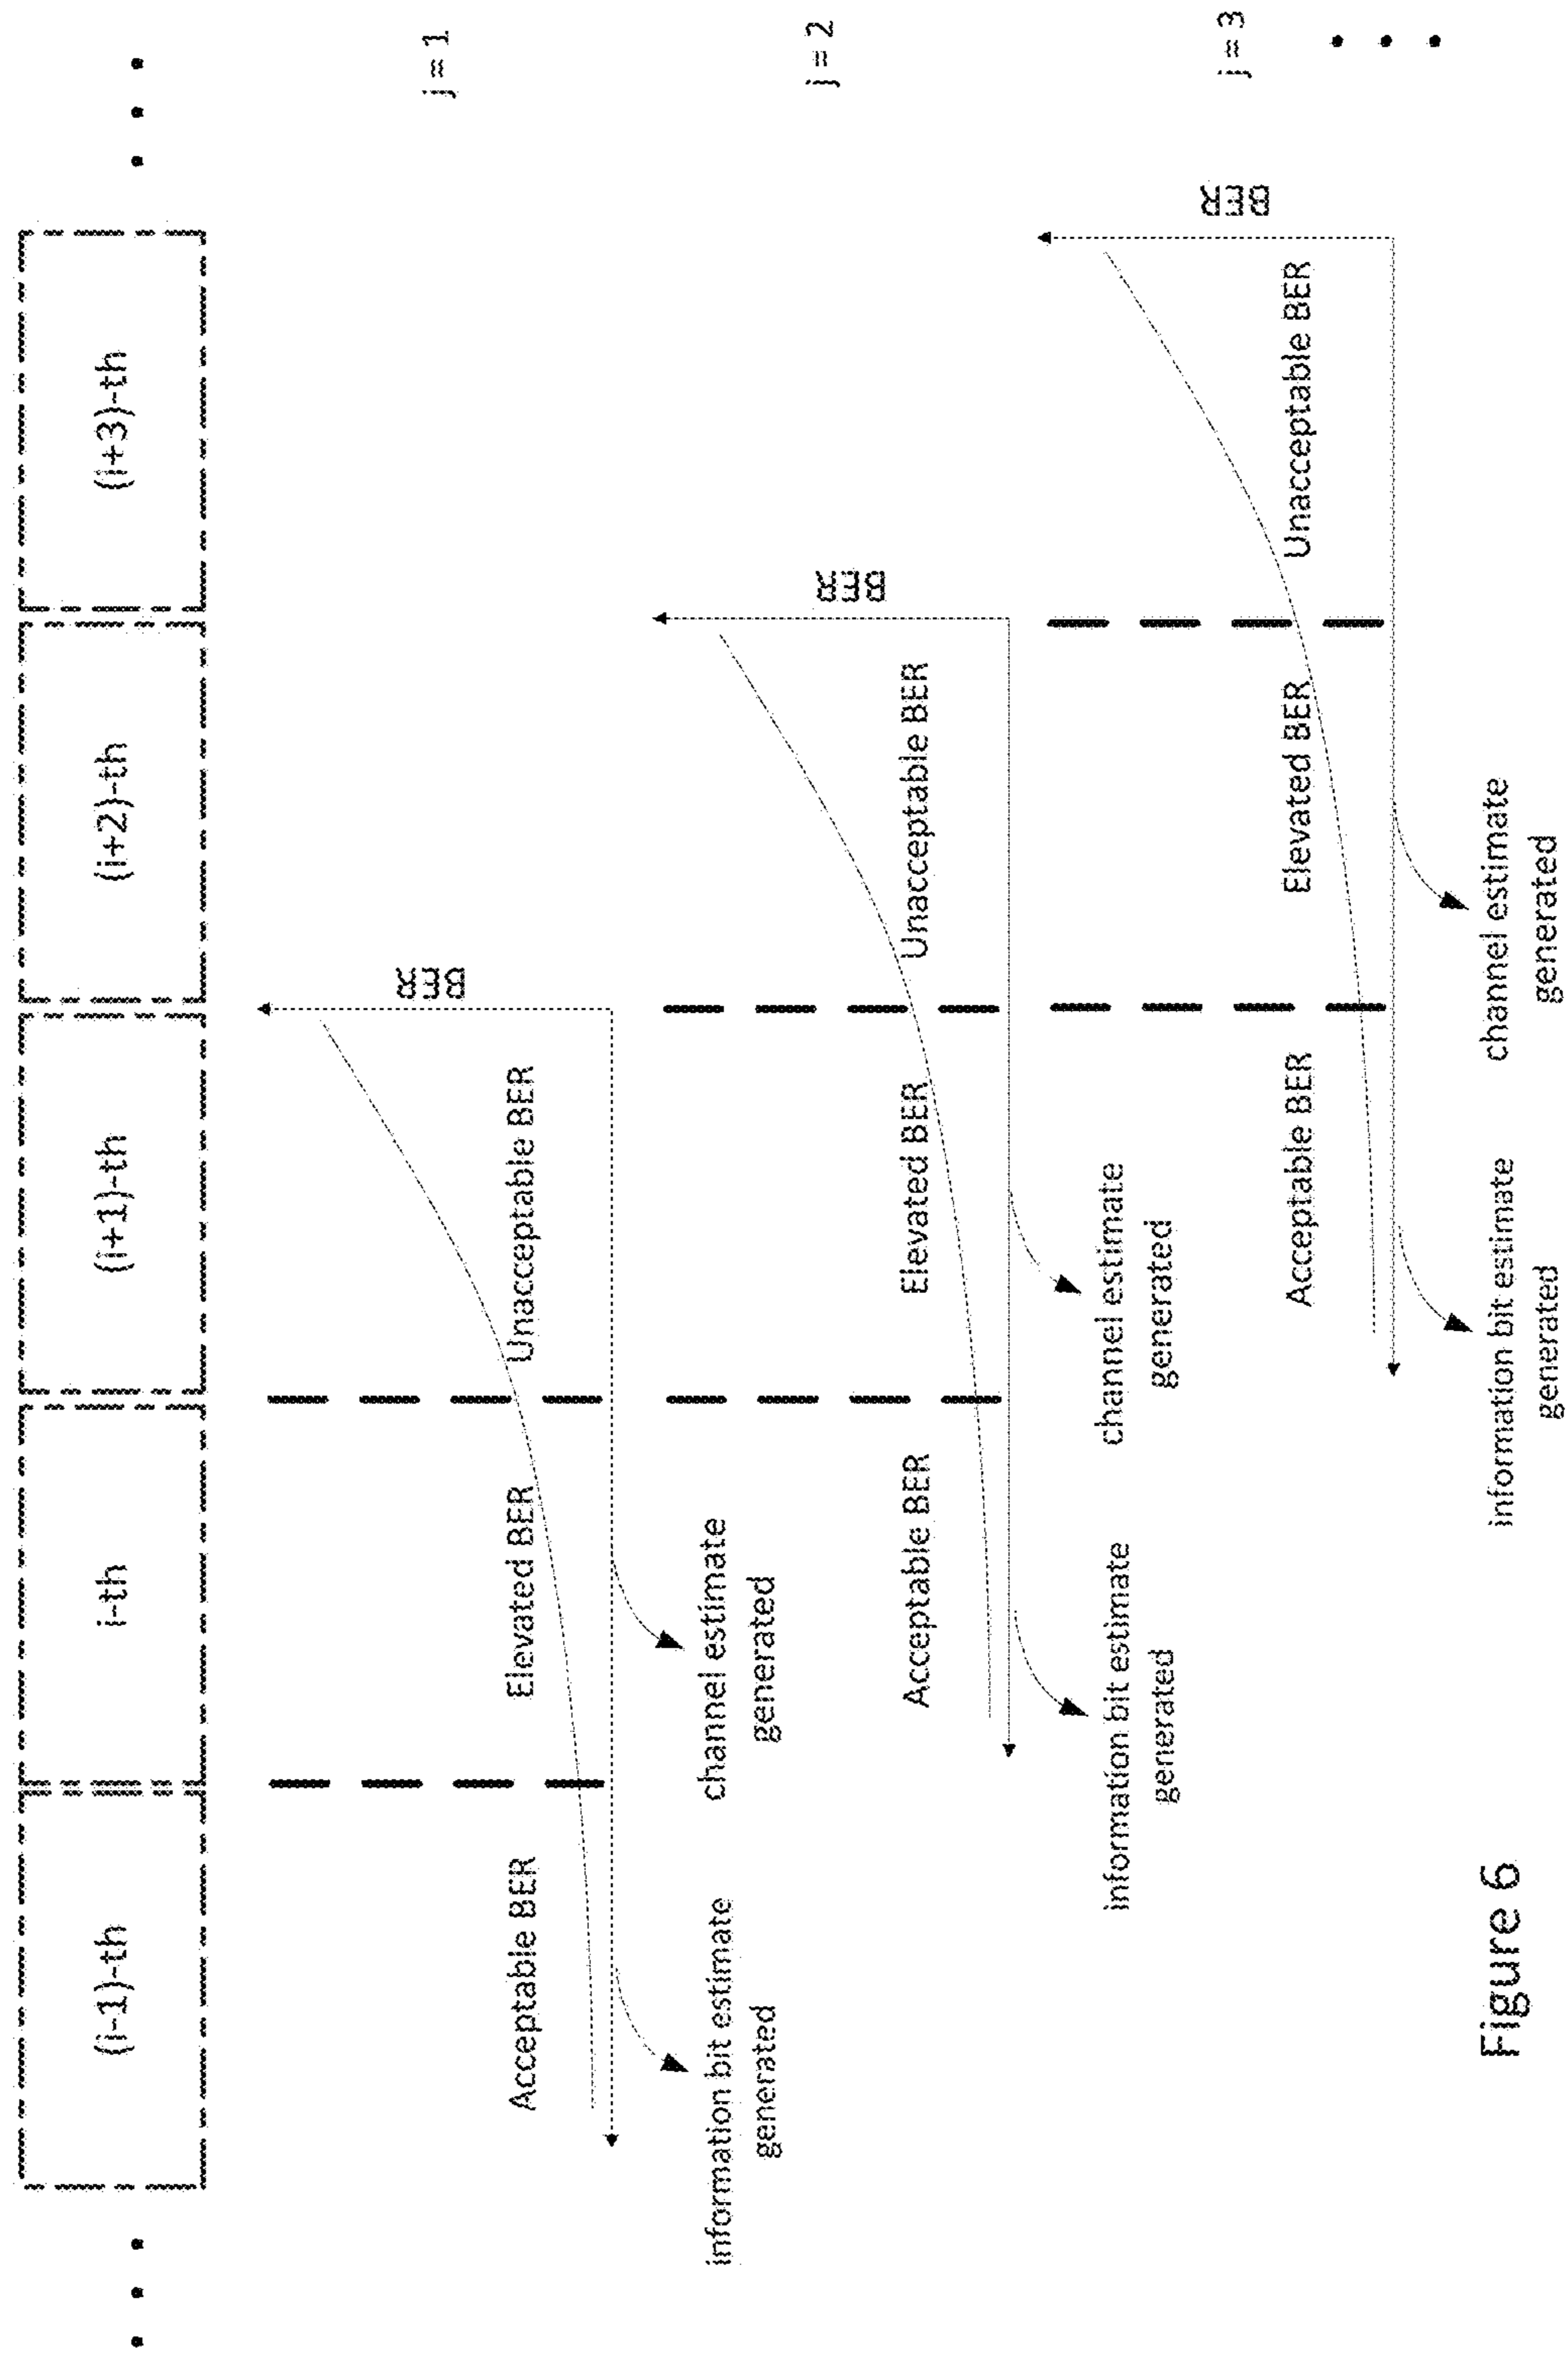 (i-1)-th
i-th
(i+1)-th
(i+2)-th
(i+3)-th
j = 1
BER
Acceptable BER
Elevated BER
Unacceptable BER
information bit estimate
generated
channel estimate
generated
j = 2
BER
Acceptable BER
Elevated BER
Unacceptable BER
information bit estimate
generated
channel estimate
generated
j = 3
BER
Acceptable BER
Elevated BER
Unacceptable BER
information bit estimate
generated
channel estimate
generated
Figure 6